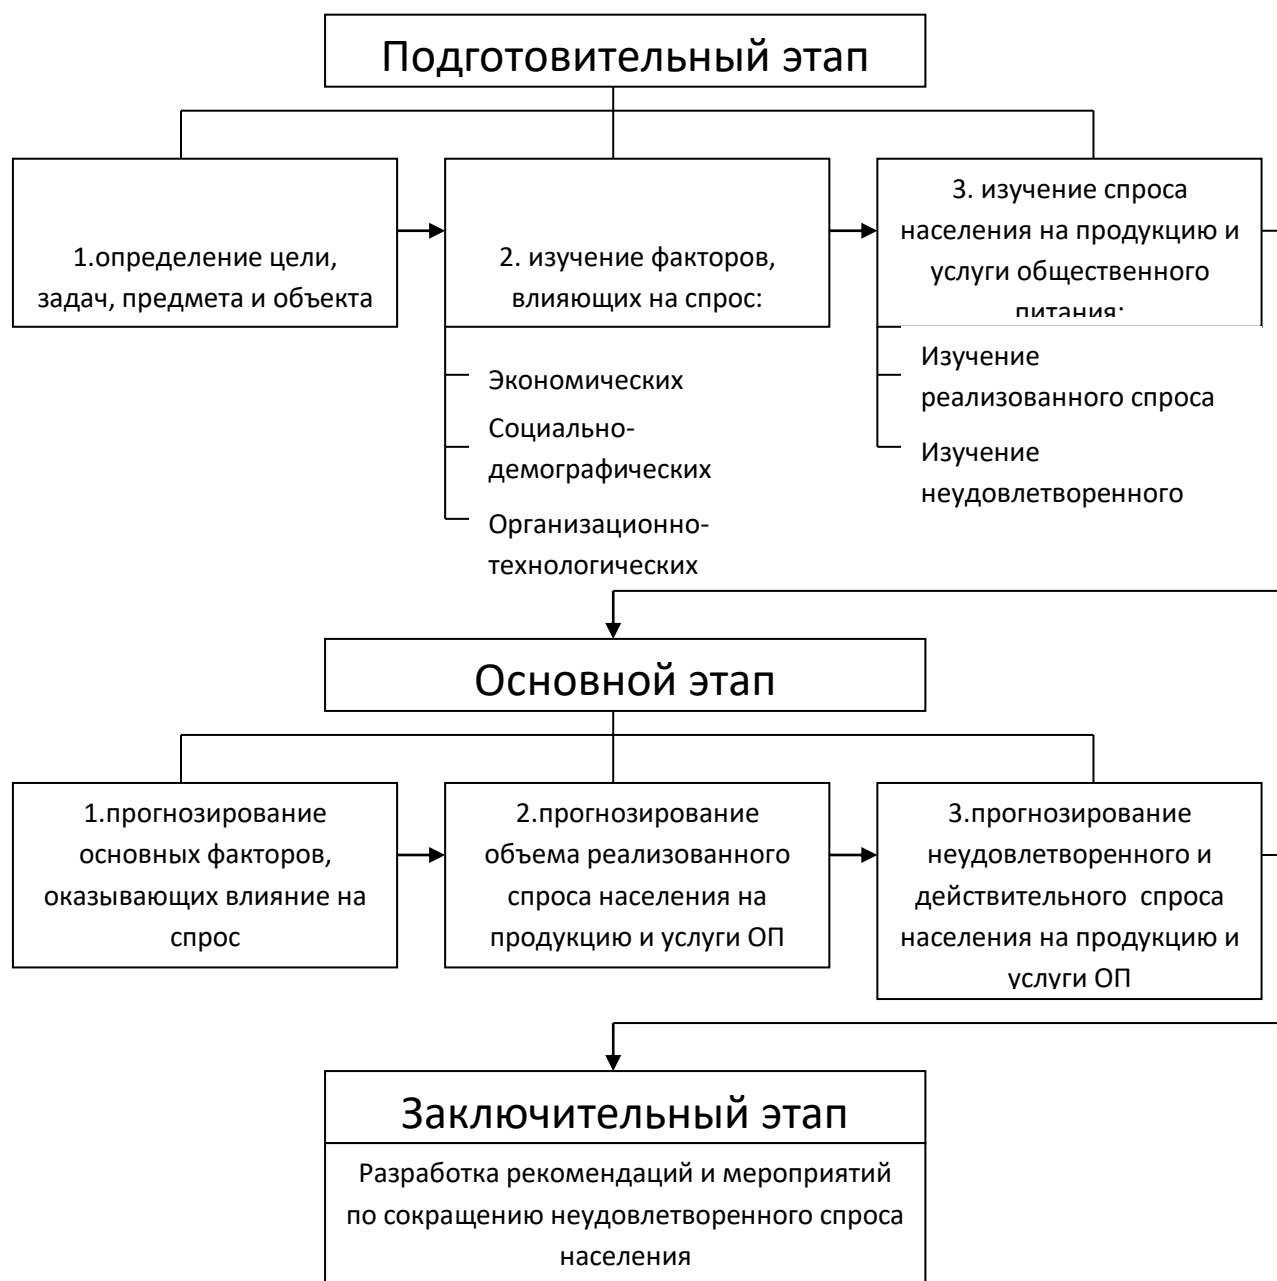 Подготовительный этап
1.определение цели,
задач, предмета и объекта
2. изучение факторов,
влияющих на спрос:
Экономических
Социально-
демографических
Организационно-
технологических
3. изучение спроса
населения на продукцию и
услуги общественного
питания:
Изучение
реализованного спроса
Изучение
неудовлетворенного
Основной этап
1.прогнозирование
основных факторов,
оказывающих влияние на
спрос
2.прогнозирование
объема реализованного
спроса населения на
продукцию и услуги ОП
3.прогнозирование
неудовлетворенного и
действительного спроса
населения на продукцию и
услуги ОП
Заключительный этап
Разработка рекомендаций и мероприятий
по сокращению неудовлетворенного спроса
населения